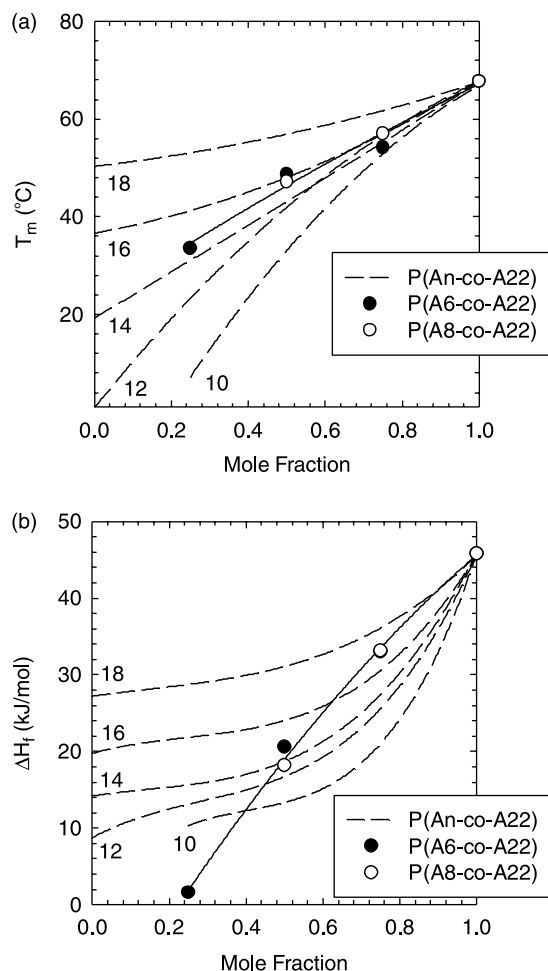 (a)
80
60
40
20
Tm (°C)
18
16
14
12
10
P(An-co-A22)
P(A6-co-A22)
P(A8-co-A22)
0.0 0.2 0.4 0.6 0.8 1.0
Mole Fraction
(b)
50
40
30
20
10
0
ΔHf (kJ/mol)
18
16
14
12
10
P(An-co-A22)
P(A6-co-A22)
P(A8-co-A22)
0.0 0.2 0.4 0.6 0.8 1.0
Mole Fraction